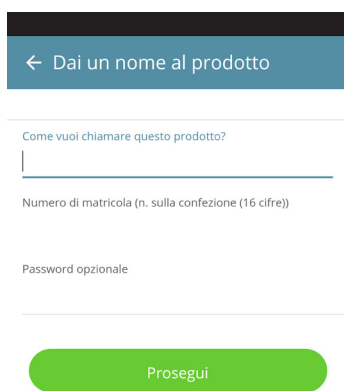 Dai un nome al prodotto
Come vuoi chiamare questo prodotto?
Numero di matricola (n. sulla confezione (16 cifre))
Password opzionale
Prosegui